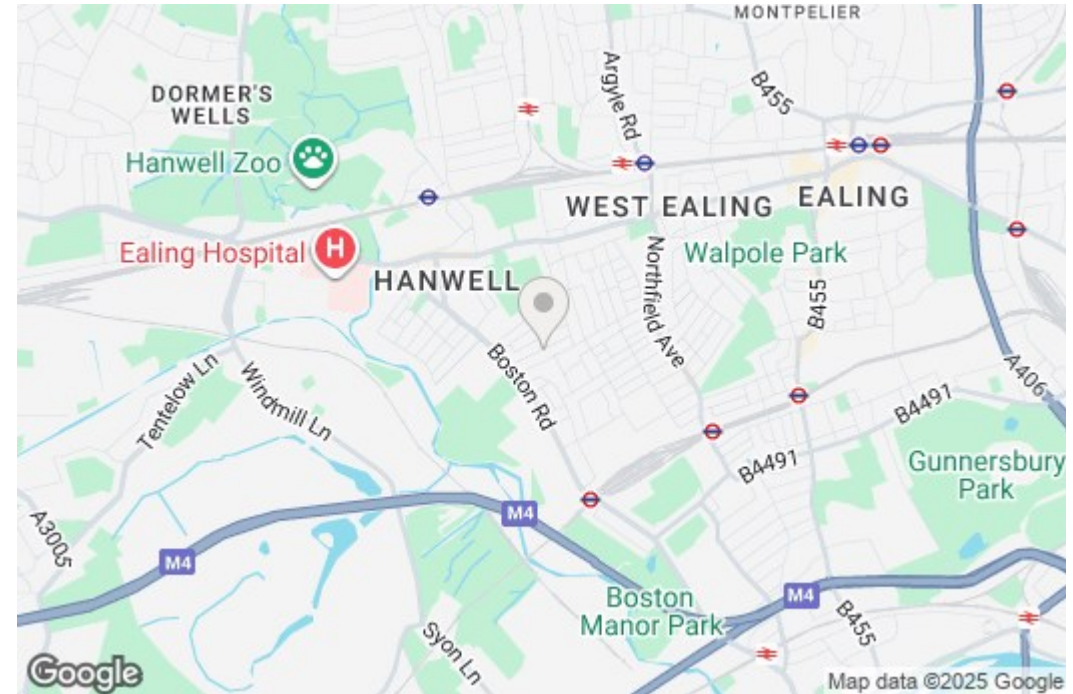 MONTPELIER
DORMER'S
WELLS
Argyle Rd
B455
Hanwell Zoo
WEST EALING
EALING
Ealing Hospital
H
HANWELL
Northfield Ave
Walpole Park
B455
Boston Rd
Tentelow Ln
Windmill Ln
A406
B4491
B4491
Gunnersbury
Park
A3005
M4
M4
Boston
Manor Park
M4
B455
Syon Ln
Google
Map data ©2025 Google